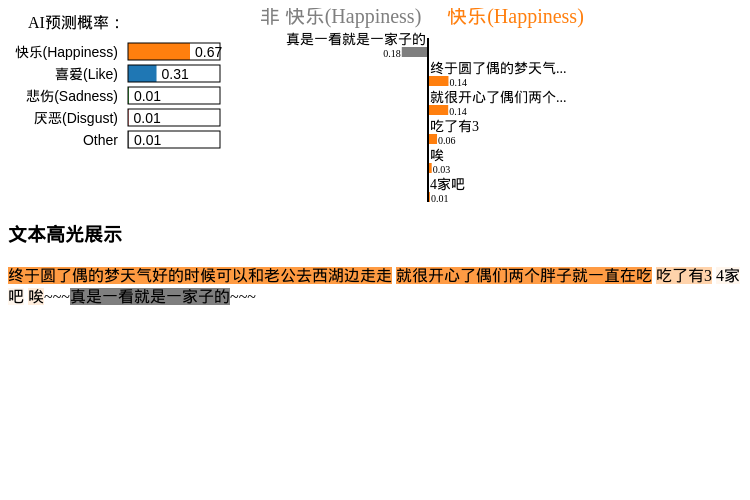 AI预测概率：
快乐(Happiness) 0.67
喜爱(Like) 0.31
悲伤(Sadness) 0.01
厌恶(Disgust) 0.01
Other 0.01
非 快乐(Happiness) 快乐(Happiness)
真是一看就是一家子的
0.18
终于圆了偶的梦天气...
0.14
就很开心了偶们两个...
0.14
吃了有3
0.06
唉
0.03
4家吧
0.01
文本高光展示
终于圆了偶的梦天气好的时候可以和老公去西湖边走走 就很开心了偶们两个胖子就一直在吃 吃了有3 4家
吧 唉~~~真是一看就是一家子的~~~